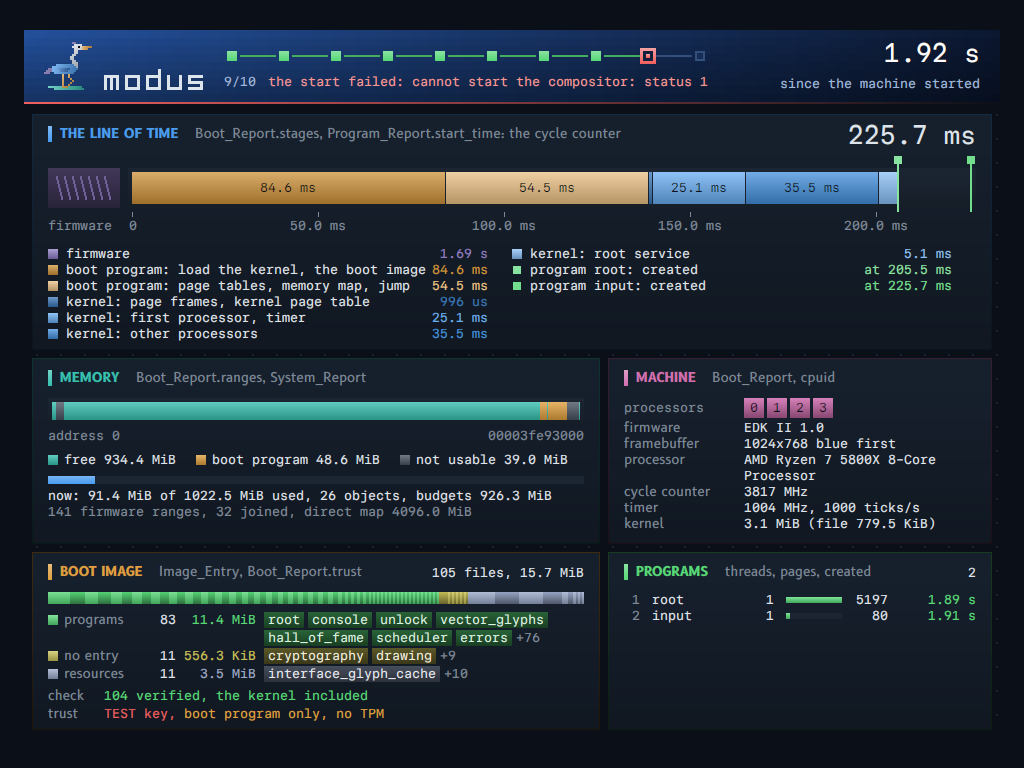 modus
9/10 the start failed: cannot start the compositor: status 1
1.92 s
since the machine started
THE LINE OF TIME Boot_Report.stages, Program_Report.start_time: the cycle counter
225.7 ms
84.6 ms 54.5 ms 25.1 ms 35.5 ms
firmware 0 50.0 ms 100.0 ms 150.0 ms 200.0 ms
firmware 1.69 s
boot program: load the kernel, the boot image 84.6 ms
boot program: page tables, memory map, jump 54.5 ms
kernel: page frames, kernel page table 996 us
kernel: first processor, timer 25.1 ms
kernel: other processors 35.5 ms
kernel: root service 5.1 ms
program root: created at 205.5 ms
program input: created at 225.7 ms
MEMORY Boot_Report.ranges, System_Report
address 0 00003fe93000
free 934.4 MiB boot program 48.6 MiB not usable 39.0 MiB
now: 91.4 MiB of 1022.5 MiB used, 26 objects, budgets 926.3 MiB
141 firmware ranges, 32 joined, direct map 4096.0 MiB
MACHINE Boot_Report, cpuid
processors 0 1 2 3
firmware EDK II 1.0
framebuffer 1024x768 blue first
processor AMD Ryzen 7 5800X 8-Core
Processor
cycle counter 3817 MHz
timer 1004 MHz, 1000 ticks/s
kernel 3.1 MiB (file 779.5 KiB)
BOOT IMAGE Image_Entry, Boot_Report.trust 105 files, 15.7 MiB
programs 83 11.4 MiB root console unlock vector_glyphs
hall_of_fame scheduler errors +76
no entry 11 556.3 KiB cryptography drawing +9
resources 11 3.5 MiB interface_glyph_cache +10
check 104 verified, the kernel included
trust TEST key, boot program only, no TPM
PROGRAMS threads, pages, created 2
1 root 1 5197 1.89 s
2 input 1 80 1.91 s